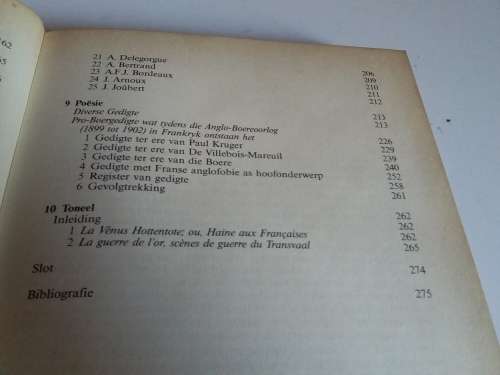 21 A. Delegorgue 206
22 A. Bertrand 209
23 A.F.J. Bordeaux 210
24 J. Arnoux 211
25 J. Joûbert 212
9 Poësie 213
Diverse Gedigte 213
Pro-Boergedigte wat tydens die Anglo-Boereoorlog
(1899 tot 1902) in Frankryk ontstaan het 226
1 Gedigte ter ere van Paul Kruger 229
2 Gedigte ter ere van De Villebois-Mareuil 239
3 Gedigte ter ere van die Boere 240
4 Gedigte met Franse anglofobie as hoofonderwerp 252
5 Register van gedigte 258
6 Gevolgtrekking 261
10 Toneel 262
Inleiding 262
1 La Vénus Hottentote; ou, Haine aux Françaises 262
2 La guerre de l'or, scènes de guerre du Transvaal 265
Slot 274
Bibliografie 275